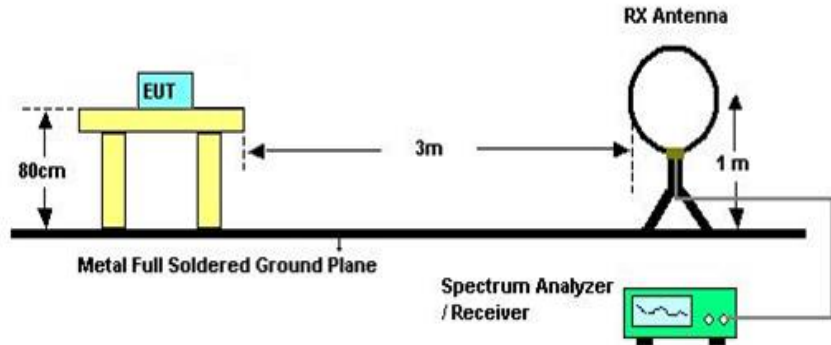 RX Antenna
EUT
3m
80cm
1 m
Metal Full Soldered Ground Plane
Spectrum Analyzer
/ Receiver